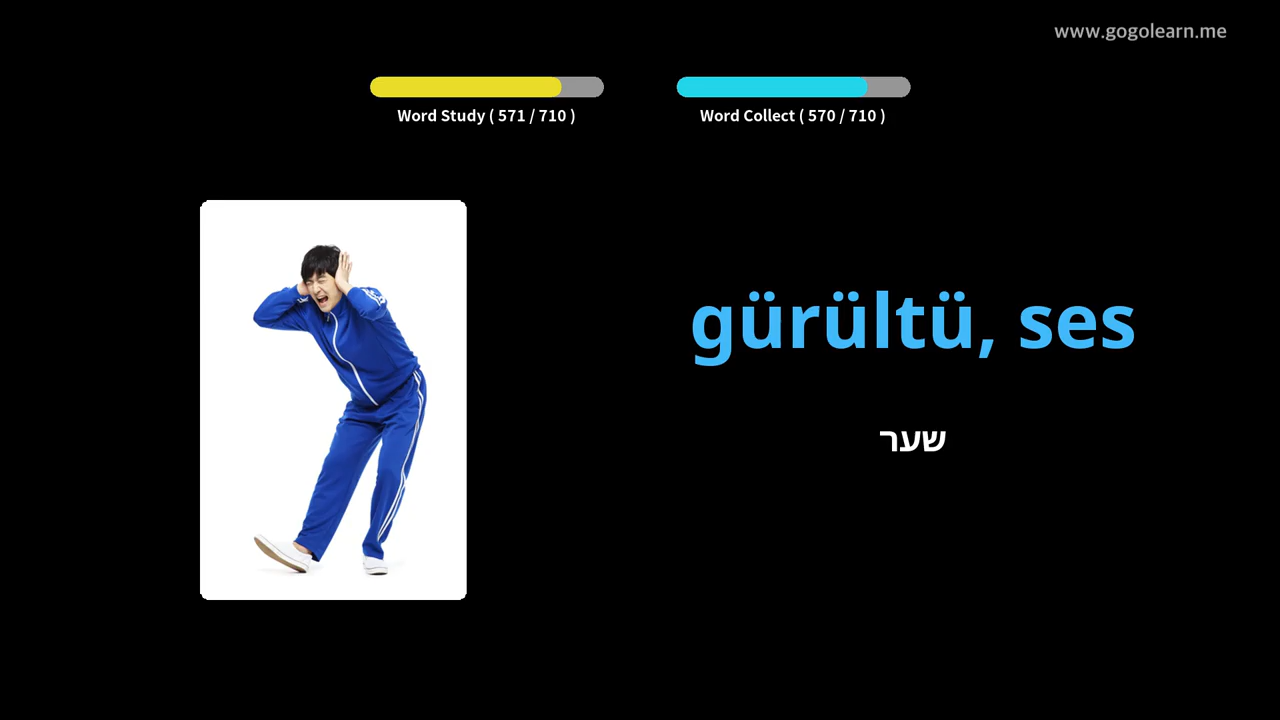 www.gogolearn.me
Word Study ( 571 / 710 )
Word Collect ( 570 / 710 )
gürültü, ses
שער